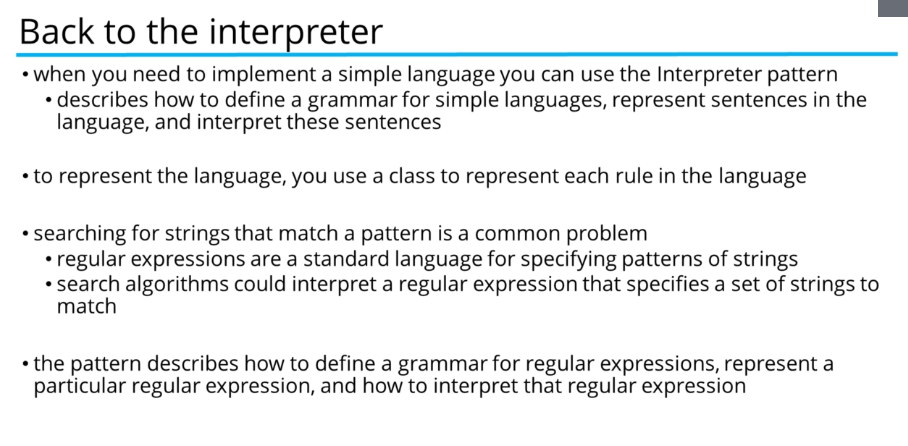 Back to the interpreter
• when you need to implement a simple language you can use the Interpreter pattern
• describes how to define a grammar for simple languages, represent sentences in the
language, and interpret these sentences
• to represent the language, you use a class to represent each rule in the language
• searching for strings that match a pattern is a common problem
• regular expressions are a standard language for specifying patterns of strings
• search algorithms could interpret a regular expression that specifies a set of strings to
match
• the pattern describes how to define a grammar for regular expressions, represent a
particular regular expression, and how to interpret that regular expression